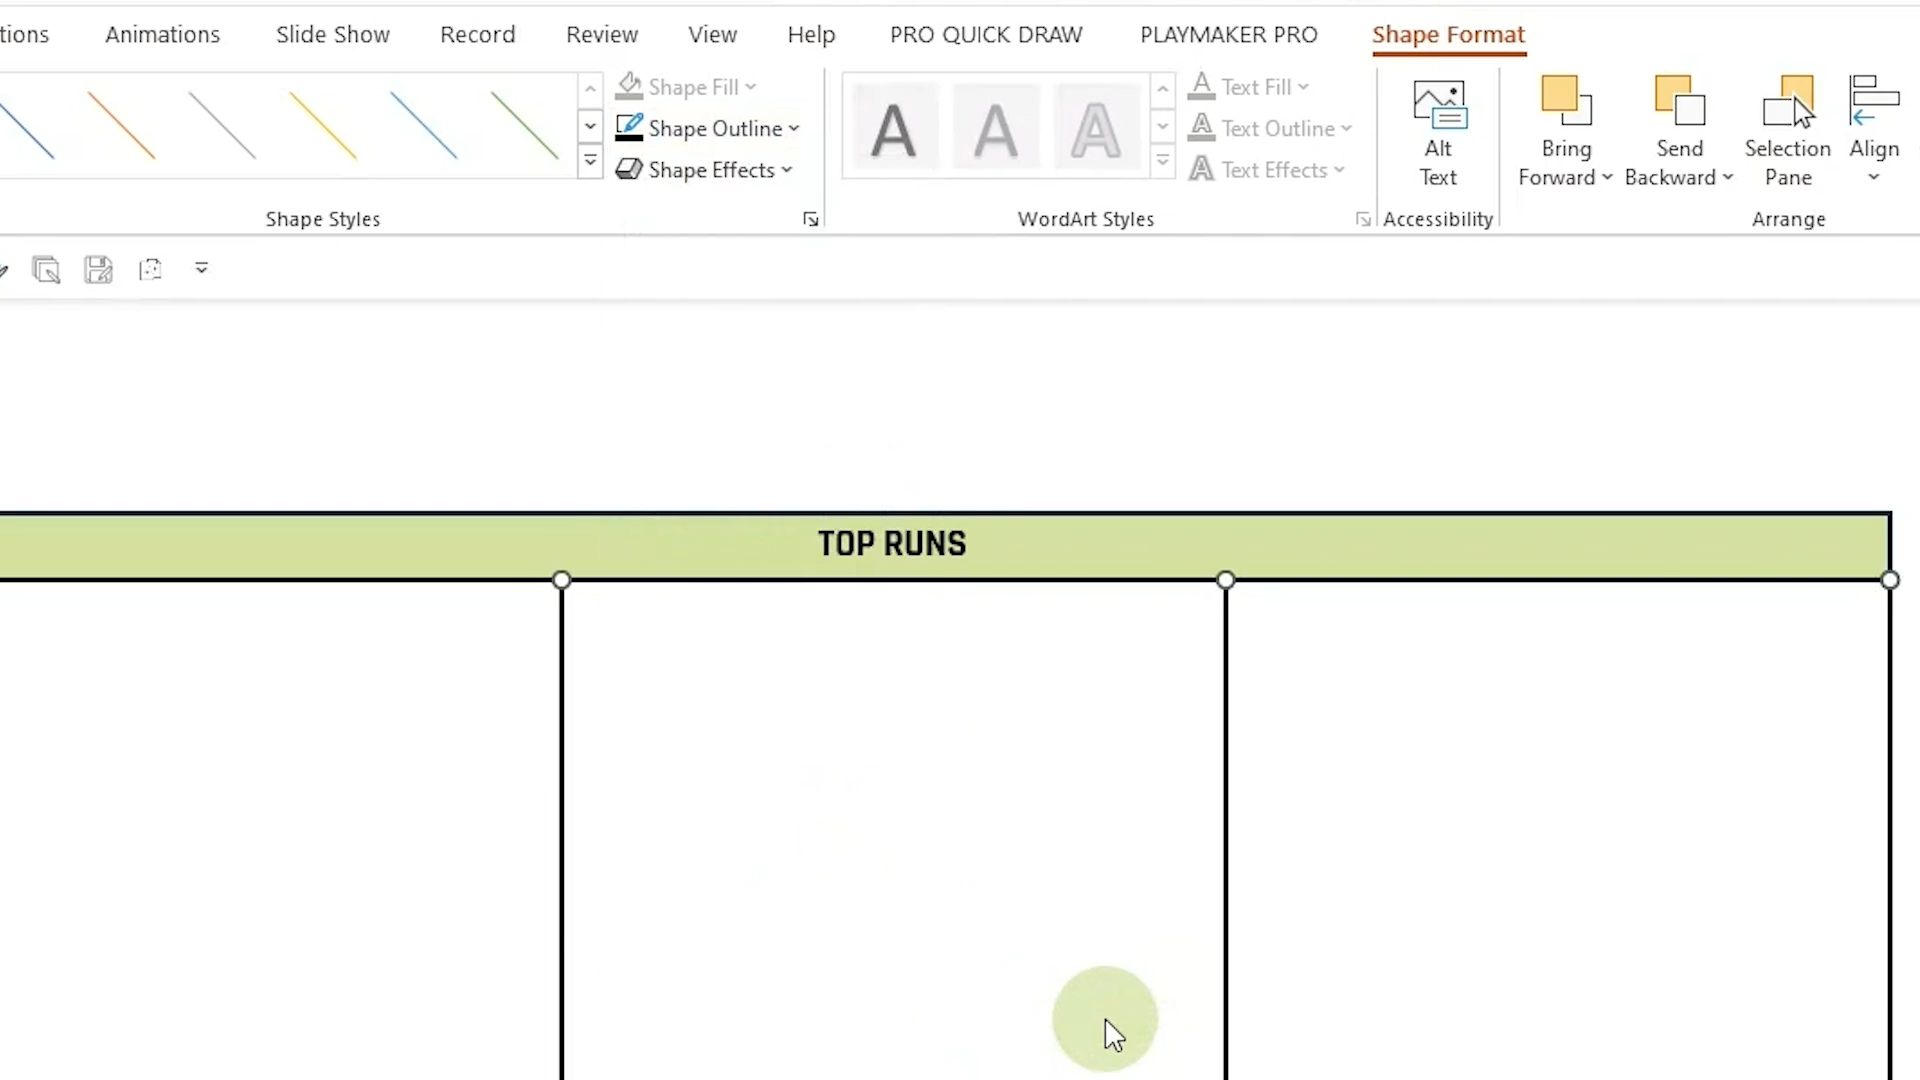 tions Animations Slide Show Record Review View Help PRO QUICK DRAW PLAYMAKER PRO Shape Format
Shape Fill
Shape Outline
Shape Effects
Shape Styles
A A A
Text Fill
Text Outline
Text Effects
WordArt Styles
Alt
Text
Accessibility
Bring
Forward
Send
Backward
Selection
Pane
Align
Arrange
TOP RUNS